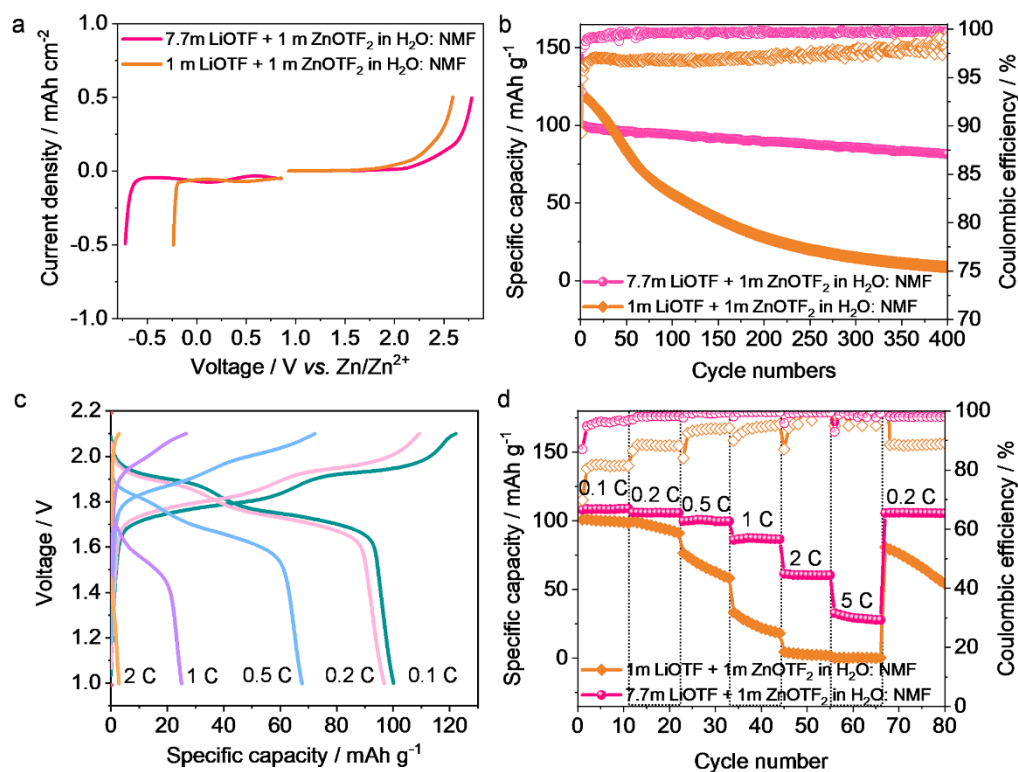 a
1.0
0.5
0.0
-0.5
-1.0
Current density / mAh cm-2
7.7m LiOTF + 1 m ZnOTF2 in H2O: NMF
1 m LiOTF + 1 m ZnOTF2 in H2O: NMF
-0.5 0.0 0.5 1.0 1.5 2.0 2.5
Voltage / V vs. Zn/Zn2+
b
150
100
50
0
Specific capacity / mAh g-1
100
95
90
85
80
75
70
Coulombic efficiency / %
7.7m LiOTF + 1m ZnOTF2 in H2O: NMF
1m LiOTF + 1m ZnOTF2 in H2O: NMF
0 50 100 150 200 250 300 350 400
Cycle numbers
c
2.2
2.0
1.8
1.6
1.4
1.2
1.0
Voltage / V
2 C 1 C 0.5 C 0.2 C 0.1 C
0 20 40 60 80 100 120
Specific capacity / mAh g-1
d
150
100
50
0
Specific capacity / mAh g-1
100
80
60
40
20
0
Coulombic efficiency / %
0.1 C 0.2 C 0.5 C 1 C 2 C 5 C 0.2 C
1m LiOTF + 1m ZnOTF2 in H2O: NMF
7.7m LiOTF + 1m ZnOTF2 in H2O: NMF
0 10 20 30 40 50 60 70 80
Cycle number